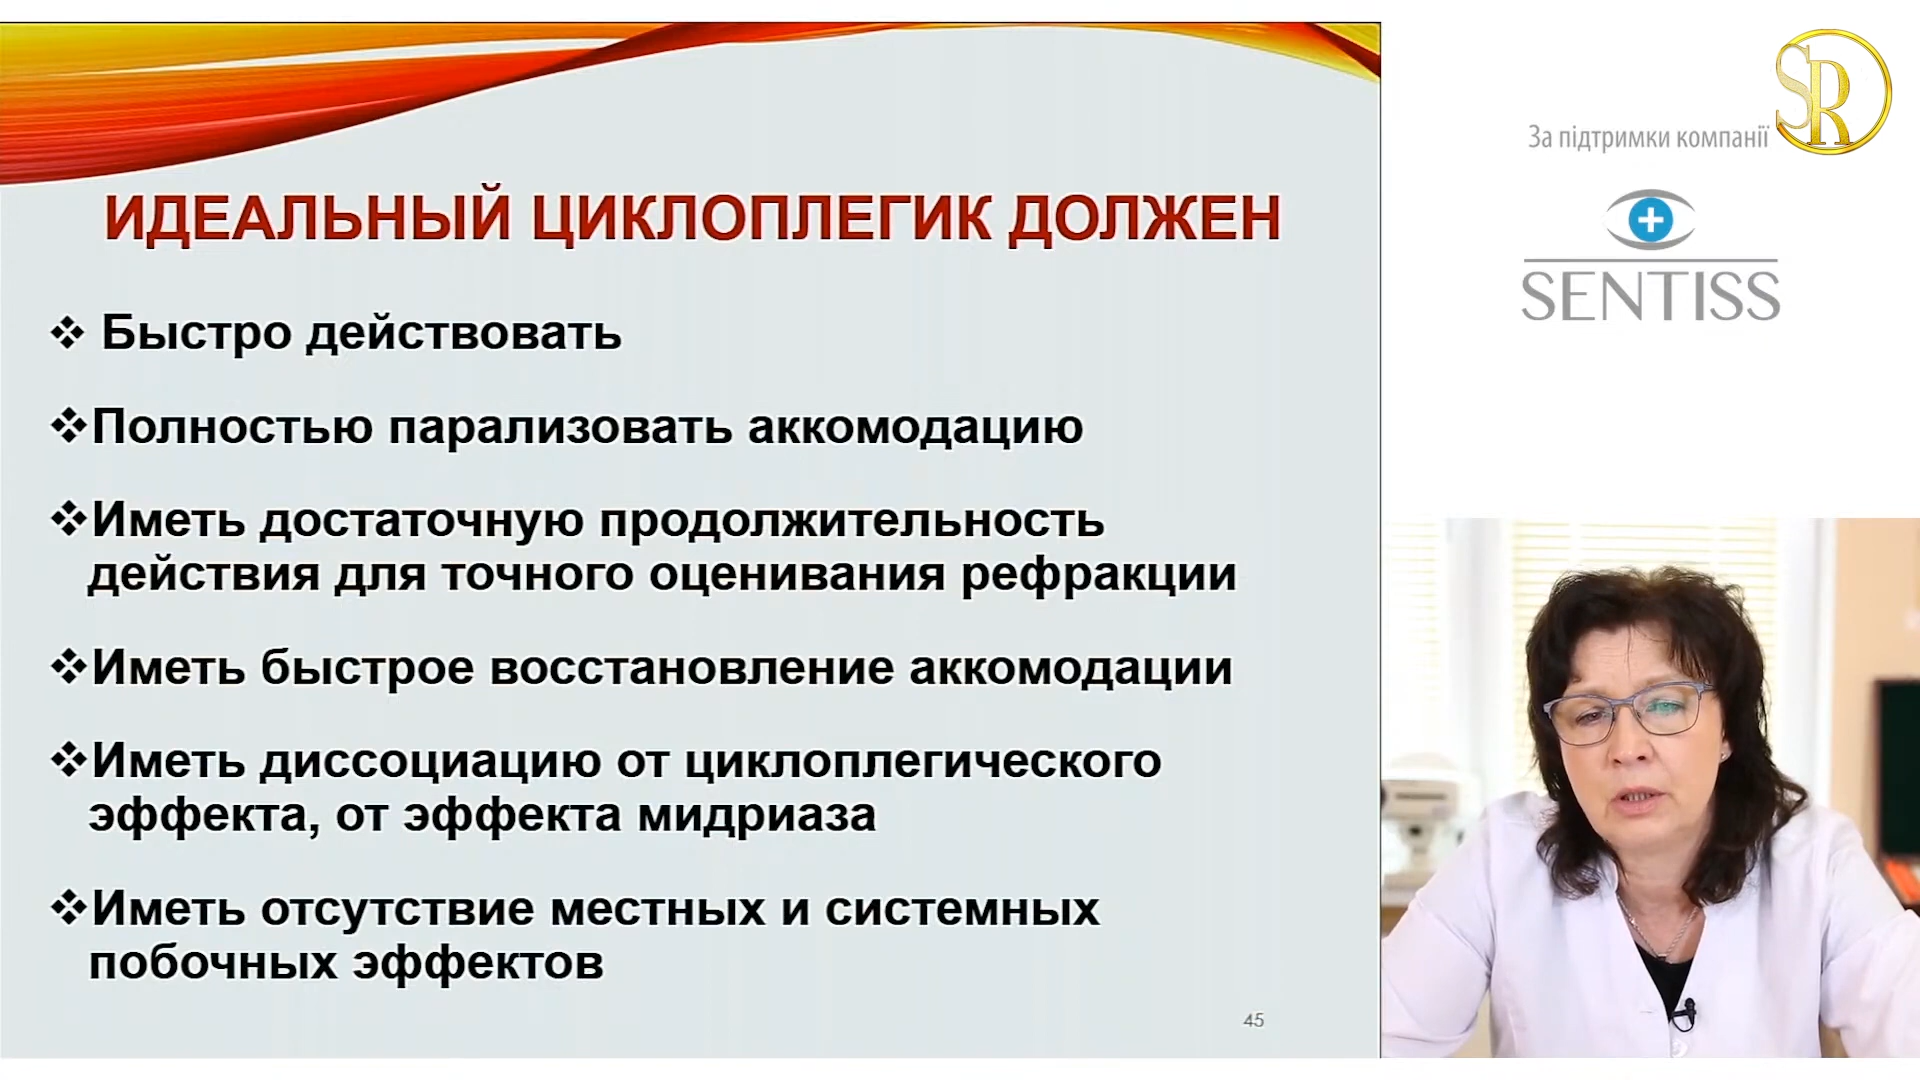 ИДЕАЛЬНЫЙ ЦИКЛОПЛЕГИК ДОЛЖЕН
❖ Быстро действовать
❖Полностью парализовать аккомодацию
❖Иметь достаточную продолжительность
действия для точного оценивания рефракции
❖Иметь быстрое восстановление аккомодации
❖Иметь диссоциацию от циклоплегического
эффекта, от эффекта мидриаза
❖Иметь отсутствие местных и системных
побочных эффектов
45
SR
За підтримки компанії
SENTISS